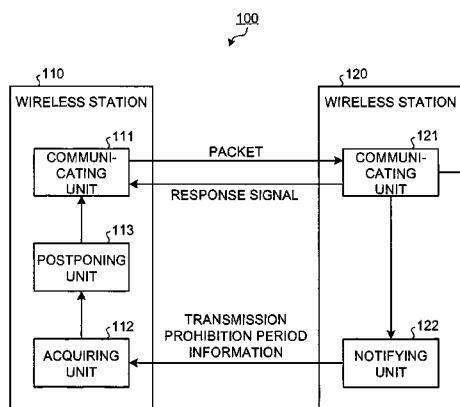 100
110
120
WIRELESS STATION
WIRELESS STATION
111
121
COMMUNI-
CATING
UNIT
PACKET
COMMUNI-
CATING
UNIT
RESPONSE SIGNAL
113
POSTPONING
UNIT
112
ACQUIRING
UNIT
TRANSMISSION
PROHIBITION PERIOD
INFORMATION
122
NOTIFYING
UNIT